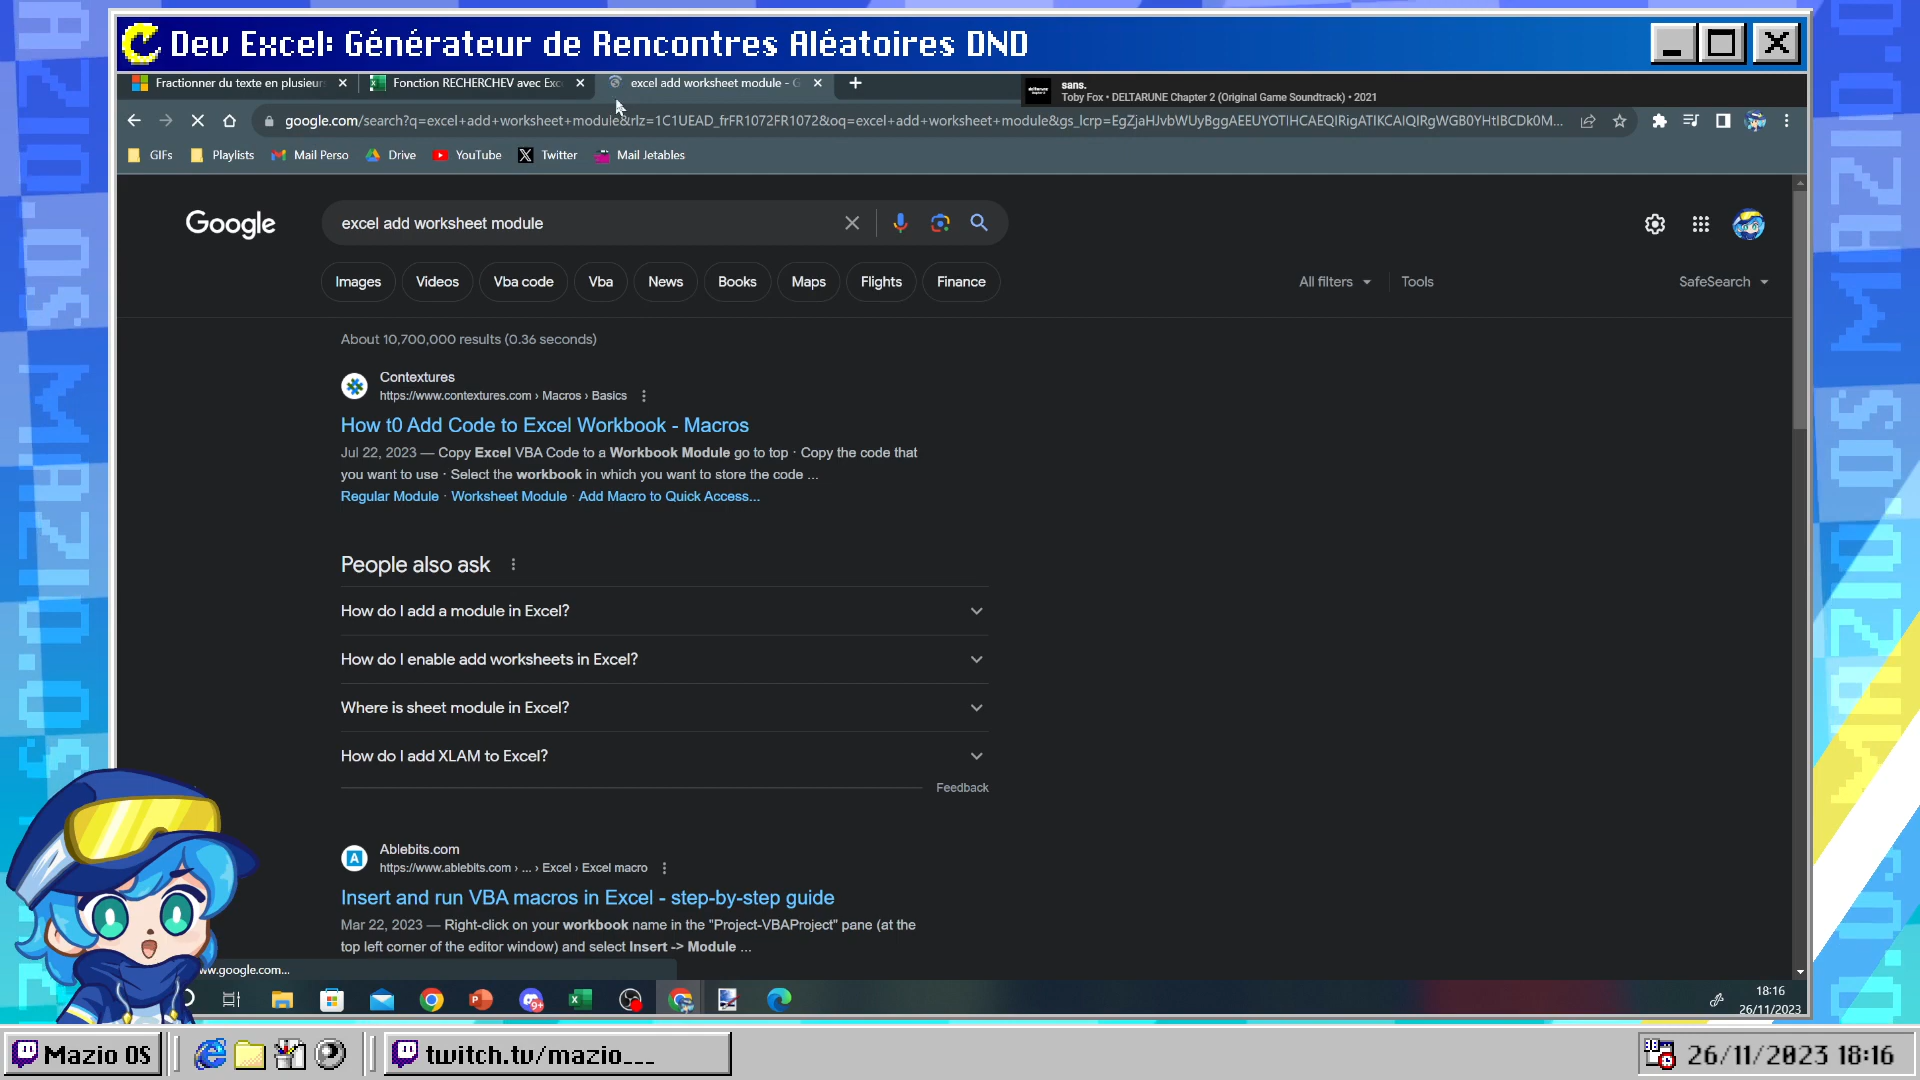 Dev Excel: Générateur de Rencontres Aléatoires DND
Fractionner du texte en plusieurs
Fonction RECHERCHEV avec Exc
excel add worksheet module - G
sans.
Toby Fox • DELTARUNE Chapter 2 (Original Game Soundtrack) • 2021
google.com/search?q=excel+add+worksheet+module&rlz=1C1UEAD_frFR1072FR1072&oq=excel+add+worksheet+module&gs_lcrp=EgZjaHJvbWUyBggAEEUYOTIHCAEQIRigATIKCAIQIRgWGB0YHtIBCDk0M...
GIFs
Playlists
Mail Perso
Drive
YouTube
Twitter
Mail Jetables
Google
excel add worksheet module
Images
Videos
Vba code
Vba
News
Books
Maps
Flights
Finance
All filters
Tools
SafeSearch
About 10,700,000 results (0.36 seconds)
Contextures
https://www.contextures.com › Macros › Basics
How t0 Add Code to Excel Workbook - Macros
Jul 22, 2023 — Copy Excel VBA Code to a Workbook Module go to top · Copy the code that
you want to use · Select the workbook in which you want to store the code ...
Regular Module · Worksheet Module · Add Macro to Quick Access...
People also ask
How do I add a module in Excel?
How do I enable add worksheets in Excel?
Where is sheet module in Excel?
How do I add XLAM to Excel?
Feedback
Ablebits.com
https://www.ablebits.com › ... › Excel › Excel macro
Insert and run VBA macros in Excel - step-by-step guide
Mar 22, 2023 — Right-click on your workbook name in the "Project-VBAProject" pane (at the
top left corner of the editor window) and select Insert -> Module ...
ww.google.com...
18:16
26/11/2023
Mazio OS
twitch.tv/mazio___
26/11/2023 18:16